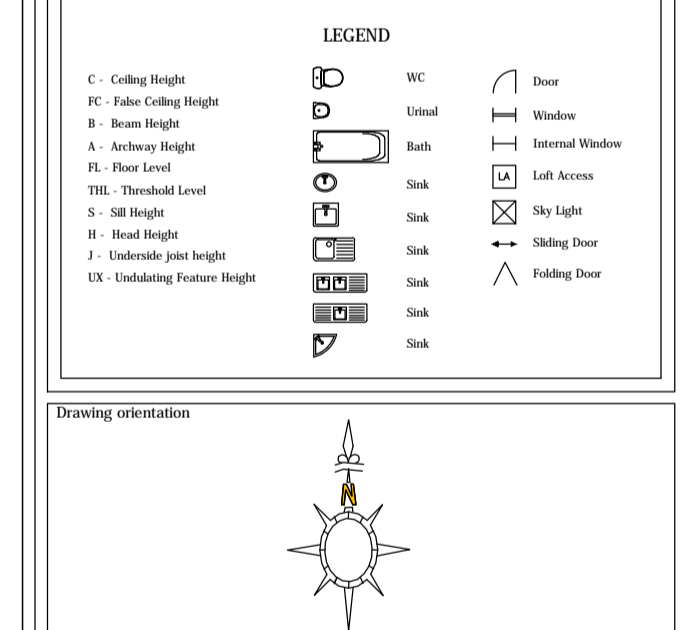 LEGEND
C - Ceiling Height
FC - False Ceiling Height
B - Beam Height
A - Archway Height
FL - Floor Level
THL - Threshold Level
S - Sill Height
H - Head Height
J - Underside joist height
UX - Undulating Feature Height
WC
Urinal
Bath
Sink
Sink
Sink
Sink
Sink
Sink
Door
Window
Internal Window
LA Loft Access
Sky Light
Sliding Door
Folding Door
Drawing orientation
N